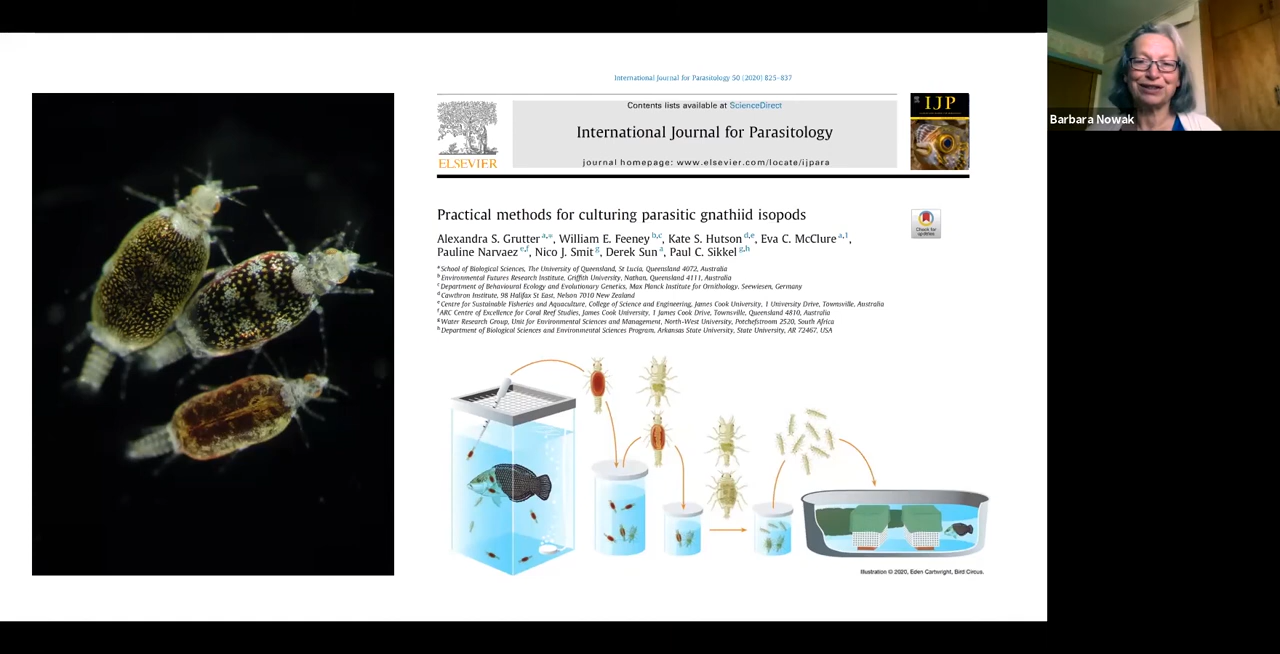 International Journal for Parasitology 50 (2020) 825–837
Contents lists available at ScienceDirect
International Journal for Parasitology
journal homepage: www.elsevier.com/locate/ijpara
ELSEVIER
IJP
Practical methods for culturing parasitic gnathiid isopods
Check for
updates
Alexandra S. Grutter a,*, William E. Feeney b,c, Kate S. Hutson d,e, Eva C. McClure a,1,
Pauline Narvaez e,f, Nico J. Smit g, Derek Sun a, Paul C. Sikkel g,h
a School of Biological Sciences, The University of Queensland, St Lucia, Queensland 4072, Australia
b Environmental Futures Research Institute, Griffith University, Nathan, Queensland 4111, Australia
c Department of Behavioural Ecology and Evolutionary Genetics, Max Planck Institute for Ornithology, Seewiesen, Germany
d Cawthron Institute, 98 Halifax St East, Nelson 7010 New Zealand
e Centre for Sustainable Fisheries and Aquaculture, College of Science and Engineering, James Cook University, 1 University Drive, Townsville, Queensland 4814, Australia
f ARC Centre of Excellence for Coral Reef Studies, James Cook University, 1 James Cook Drive, Townsville, Queensland 4810, Australia
g Water Research Group, Unit for Environmental Sciences and Management, North-West University, Potchefstroom 2520, South Africa
h Department of Biological Sciences and Environmental Sciences Program, Arkansas State University, State University, AR 72467, USA
Illustration © 2020, Eden Cartwright, Bird Circus.
Barbara Nowak